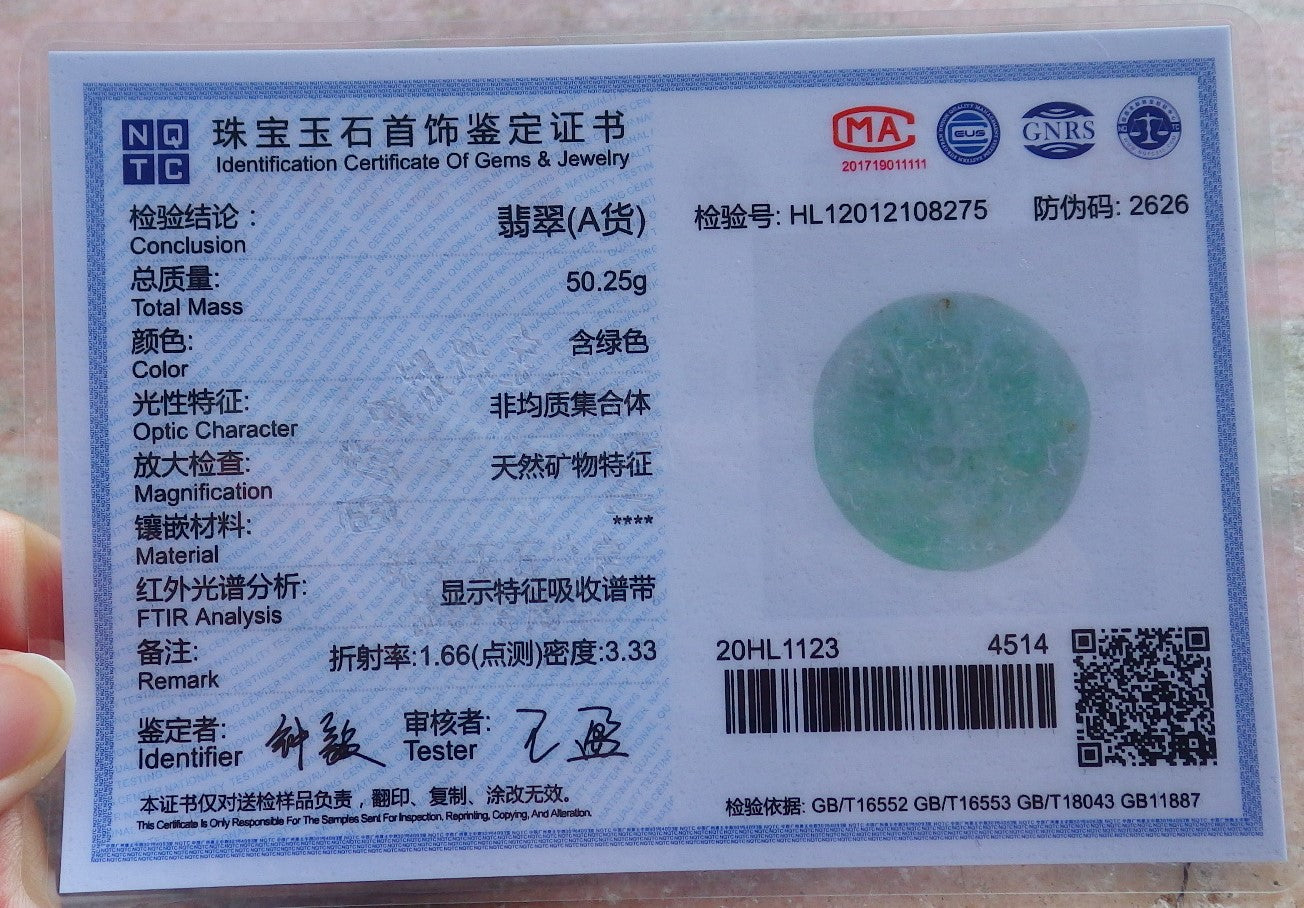 NQ
TC
珠宝玉石首饰鉴定证书
Identification Certificate Of Gems & Jewelry
MA
201719011111
EUS
GNRS
检验结论：
Conclusion
翡翠(A货)
总质量:
Total Mass
50.25g
颜色:
Color
含绿色
光性特征:
Optic Character
非均质集合体
放大检查:
Magnification
天然矿物特征
镶嵌材料:
Material
****
红外光谱分析:
FTIR Analysis
显示特征吸收谱带
备注:
Remark
折射率:1.66(点测)密度:3.33
鉴定者:
Identifier
审核者:
Tester
本证书仅对送检样品负责，翻印、复制、涂改无效。
This Certificate Is Only Responsible For The Samples Sent For Inspection, Reprinting, Copying, And Alteration.
检验号: HL12012108275
防伪码: 2626
20HL1123 4514
检验依据: GB/T16552 GB/T16553 GB/T18043 GB11887